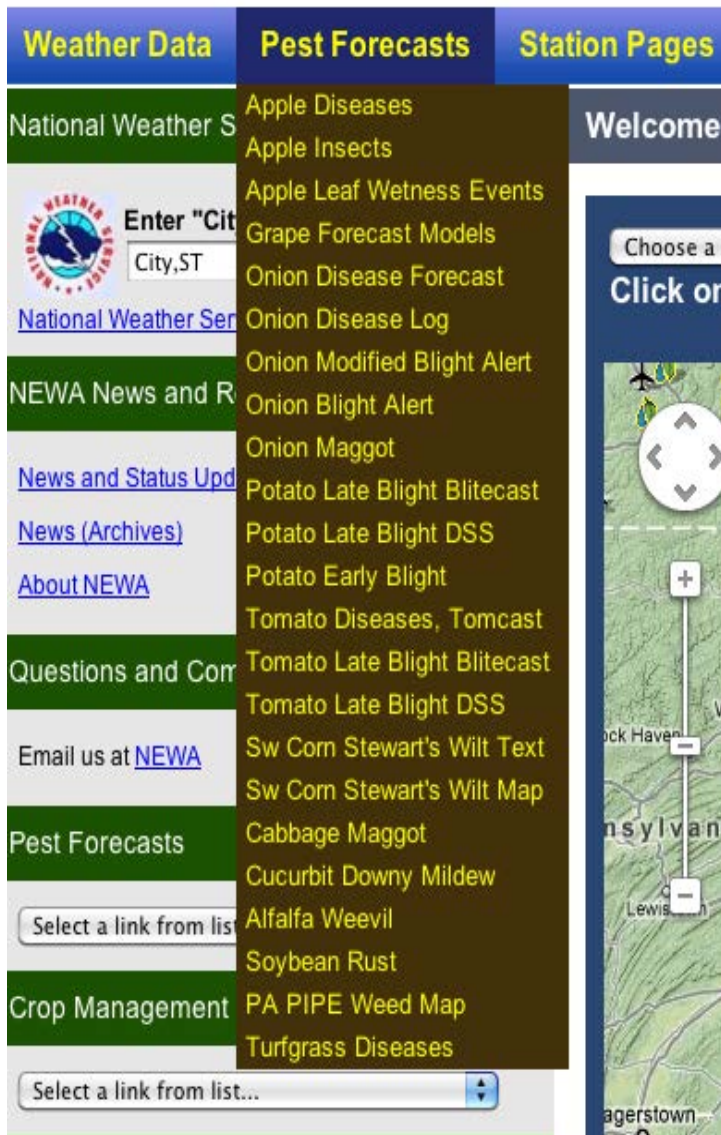 Weather Data
Pest Forecasts
Station Pages
Apple Diseases
Apple Insects
Apple Leaf Wetness Events
Grape Forecast Models
Onion Disease Forecast
Onion Disease Log
Onion Modified Blight Alert
Onion Blight Alert
Onion Maggot
Potato Late Blight Blitecast
Potato Late Blight DSS
Potato Early Blight
Tomato Diseases, Tomcast
Tomato Late Blight Blitecast
Tomato Late Blight DSS
Sw Corn Stewart's Wilt Text
Sw Corn Stewart's Wilt Map
Cabbage Maggot
Cucurbit Downy Mildew
Alfalfa Weevil
Soybean Rust
PA PIPE Weed Map
Turfgrass Diseases
National Weather S
NATIONAL WEATHER SERVICE
Enter "Cit
City,ST
National Weather Ser
NEWA News and R
News and Status Upd
News (Archives)
About NEWA
Questions and Com
Email us at NEWA
Pest Forecasts
Select a link from list
Crop Management
Select a link from list...
Welcome
Choose a
Click on
ock Haven
nsylvan
Lewis
agerstown